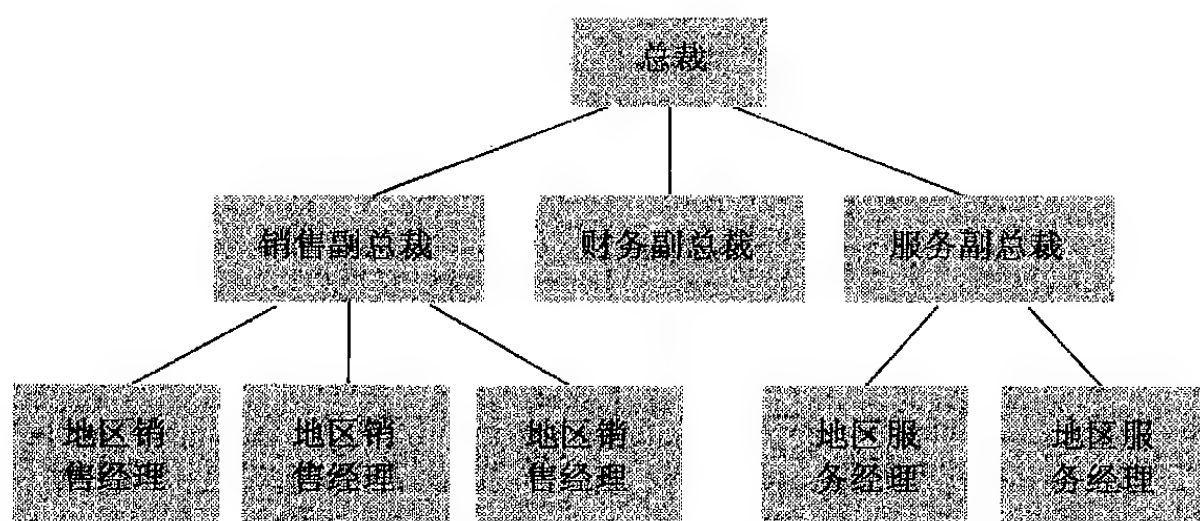 总裁
销售副总裁
财务副总裁
服务副总裁
地区销
售经理
地区销
售经理
地区销
售经理
地区服
务经理
地区服
务经理